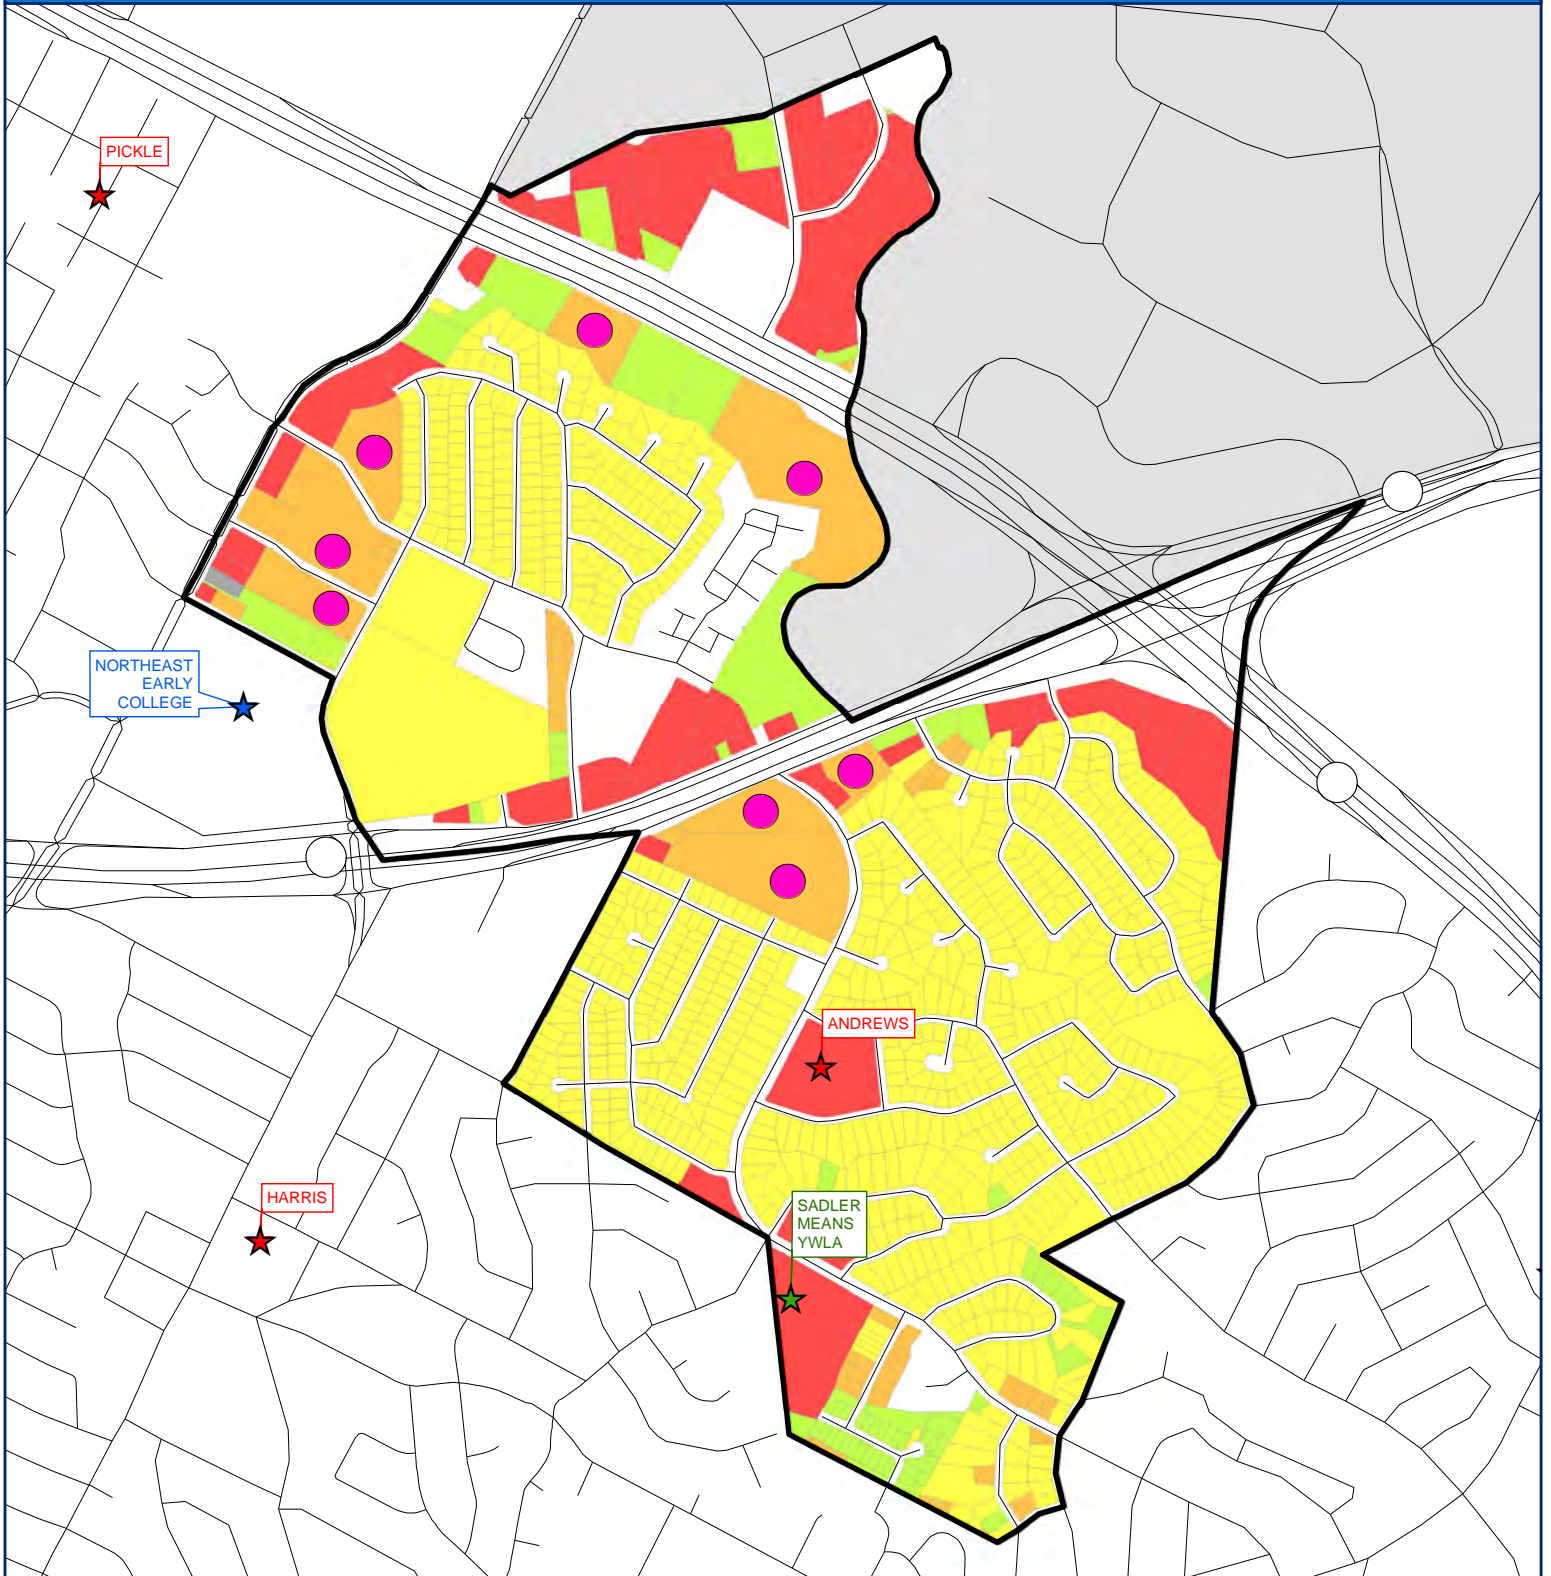 PICKLE
NORTHEAST
EARLY
COLLEGE
ANDREWS
HARRIS
SADLER
MEANS
YWLA